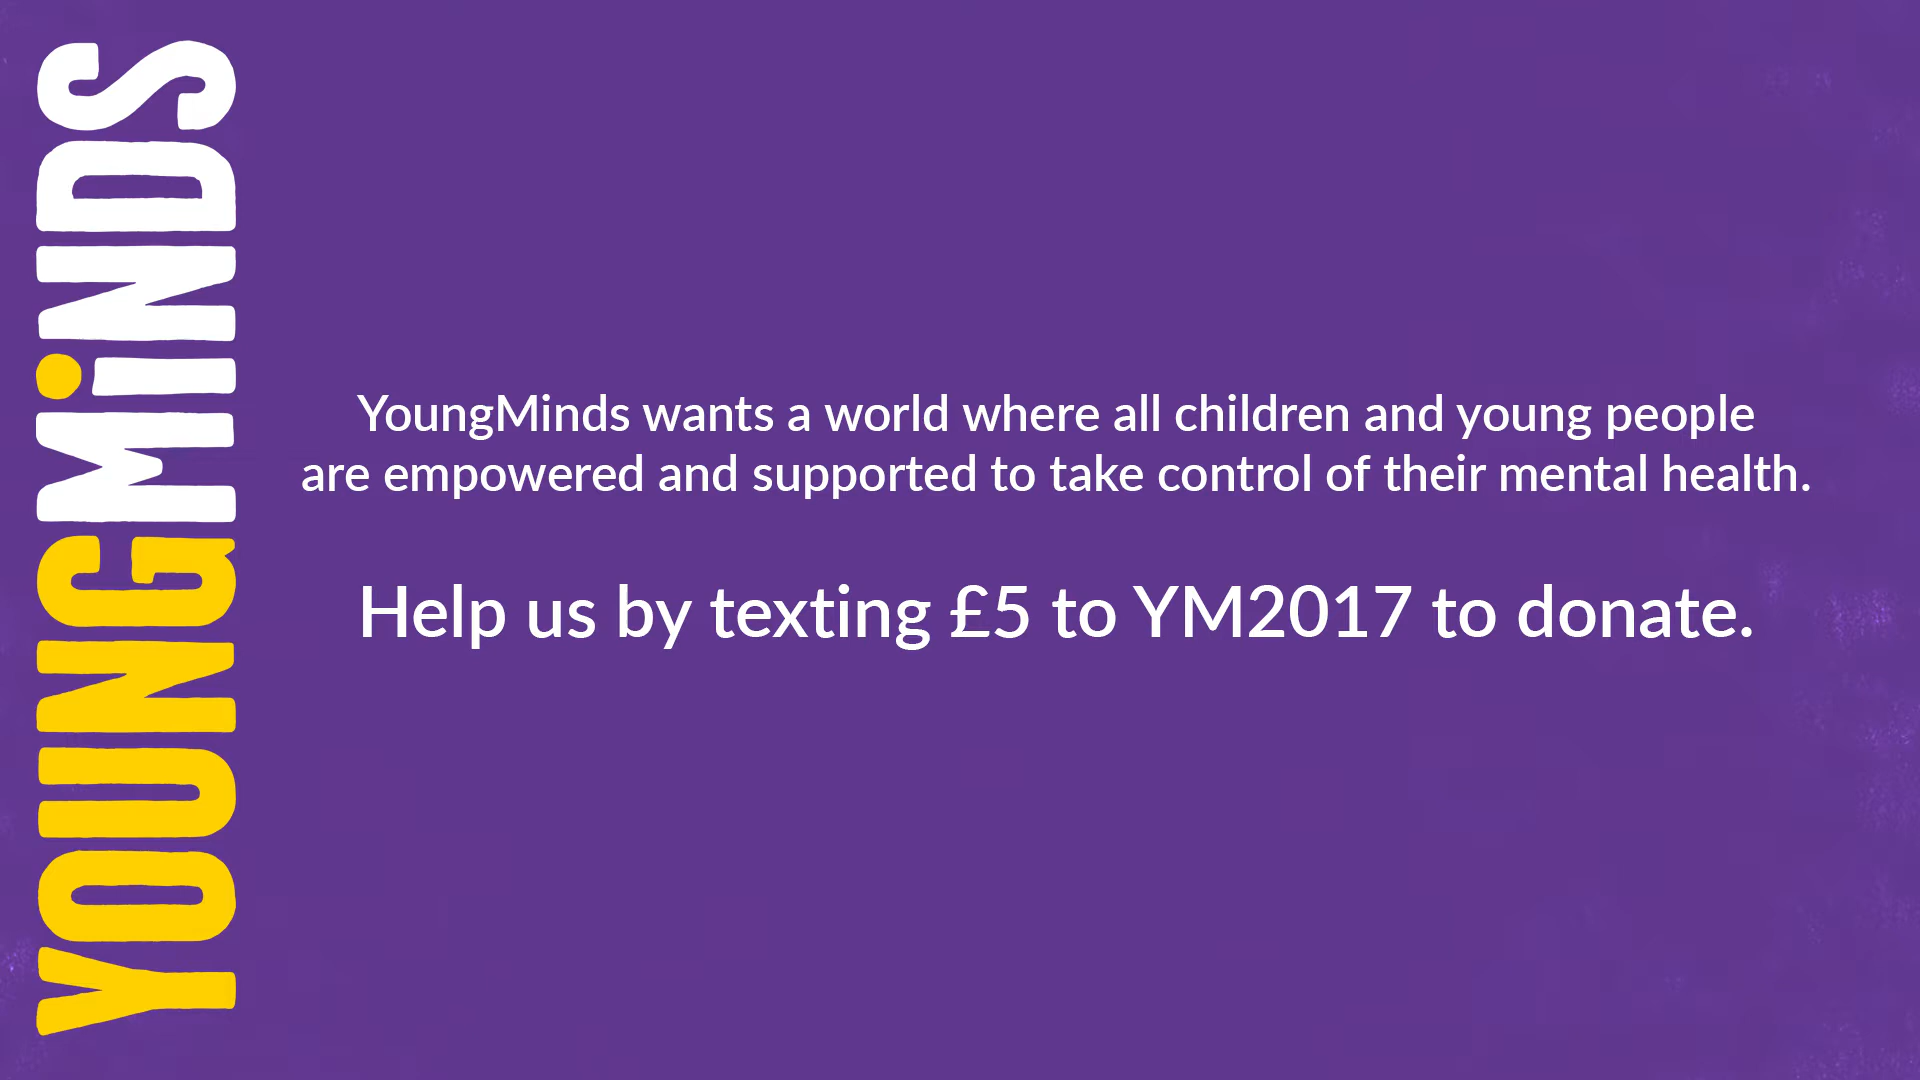 YOUNGMiNDS
YoungMinds wants a world where all children and young people
are empowered and supported to take control of their mental health.
Help us by texting £5 to YM2017 to donate.